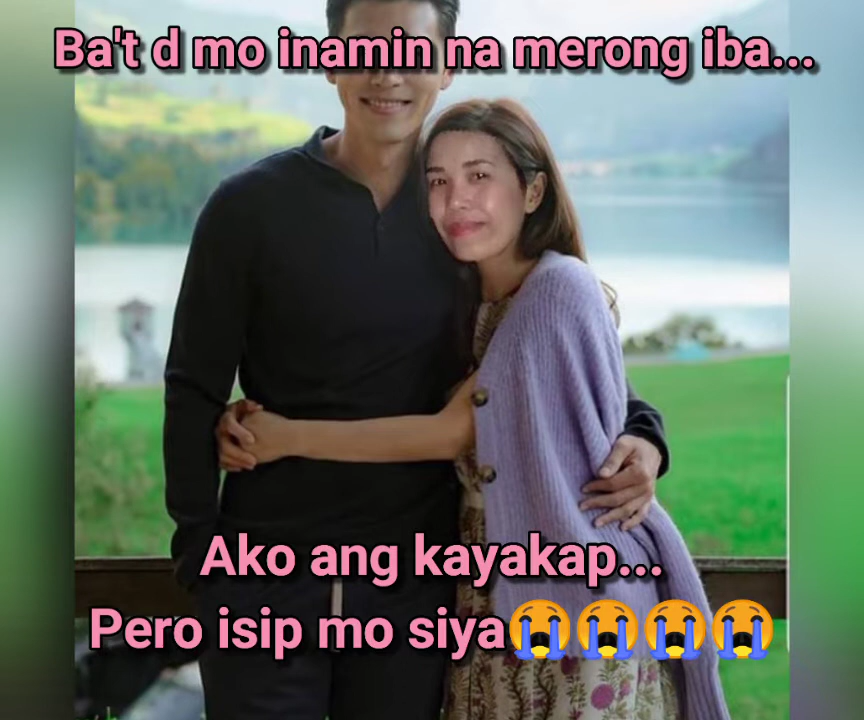 Ba't d mo inamin na merong iba...
Ako ang kayakap...
Pero isip mo siya😭😭😭😭